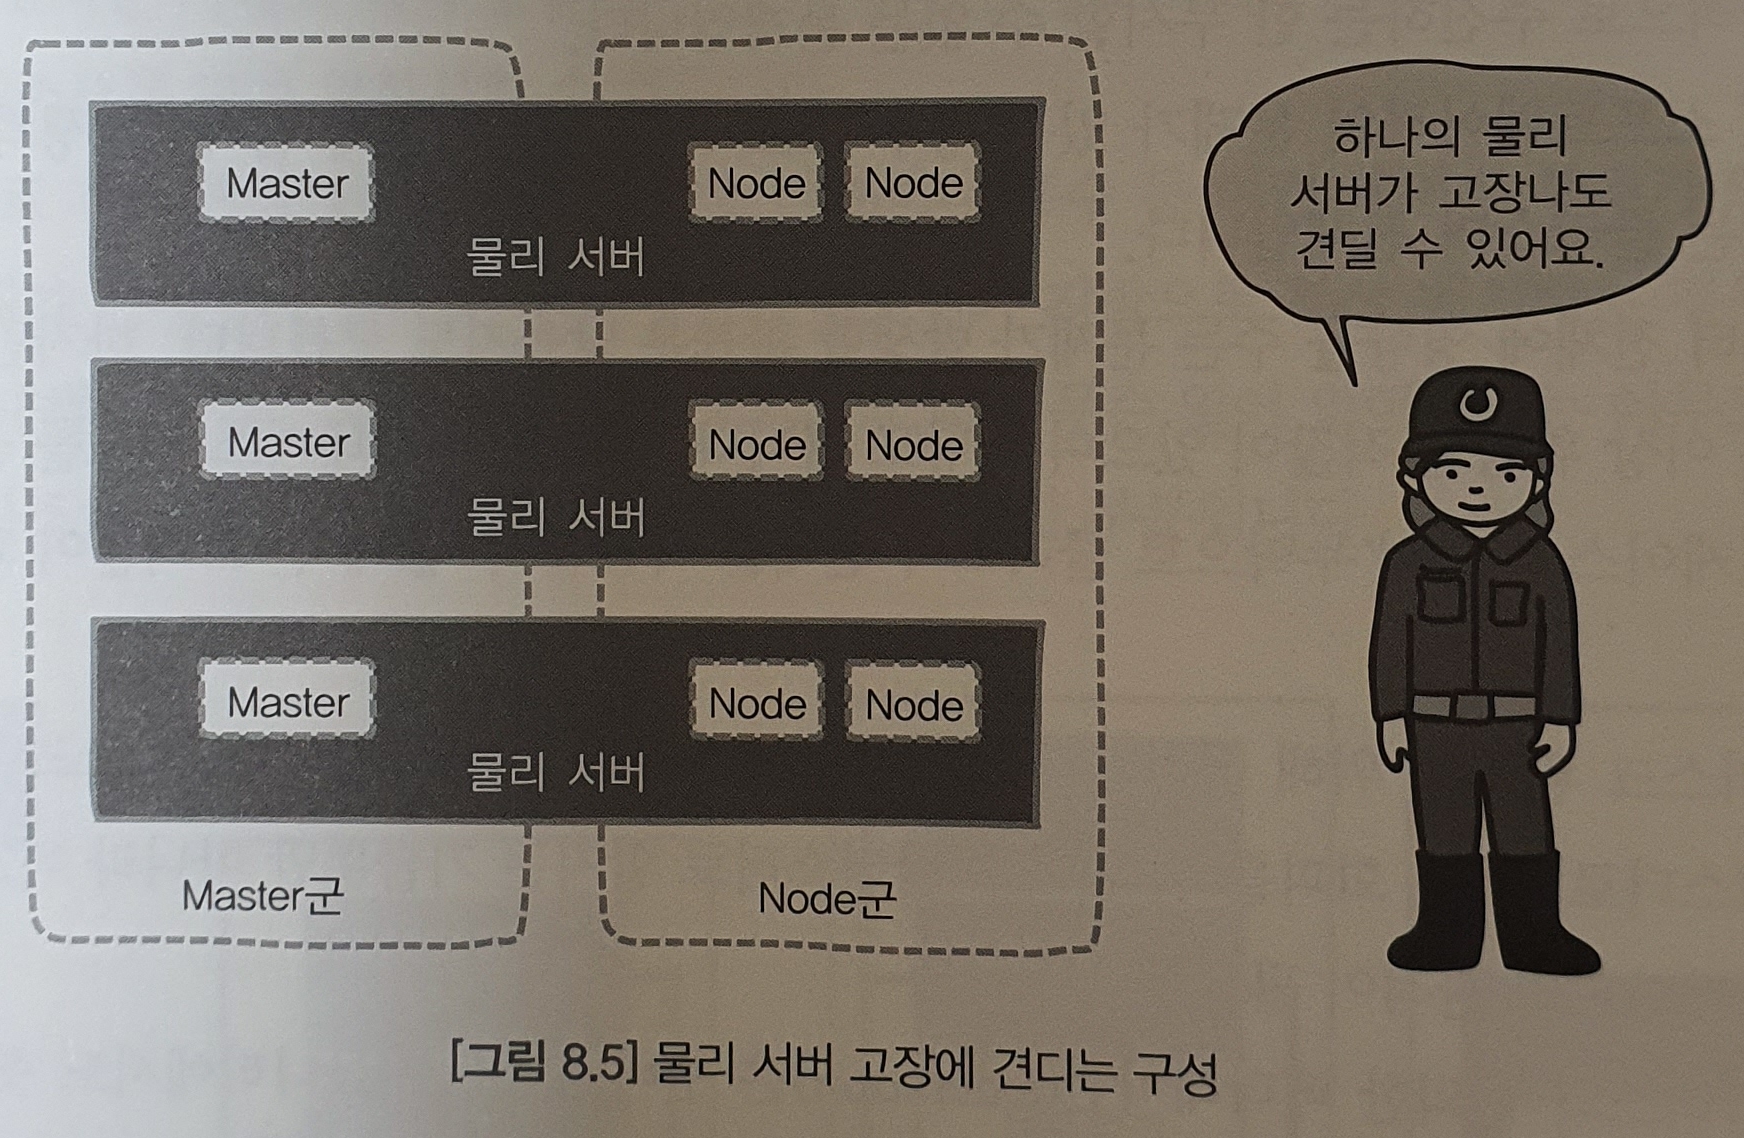 Master
Node Node
물리 서버
Master
Node Node
물리 서버
Master
Node Node
물리 서버
Master군
Node군
하나의 물리
서버가 고장나도
견딜 수 있어요.
[그림 8.5] 물리 서버 고장에 견디는 구성